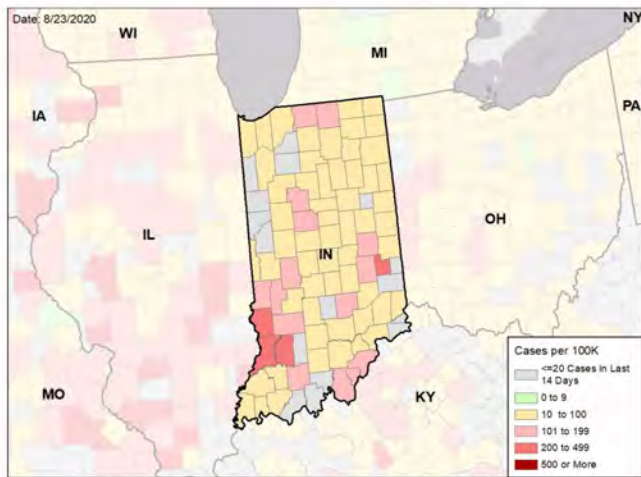 Date: 8/23/2020
NY
WI
MI
PA
IA
IL
IN
OH
MO
KY
Cases per 100K
<=20 Cases in Last
14 Days
0 to 9
10 to 100
101 to 199
200 to 499
500 or More